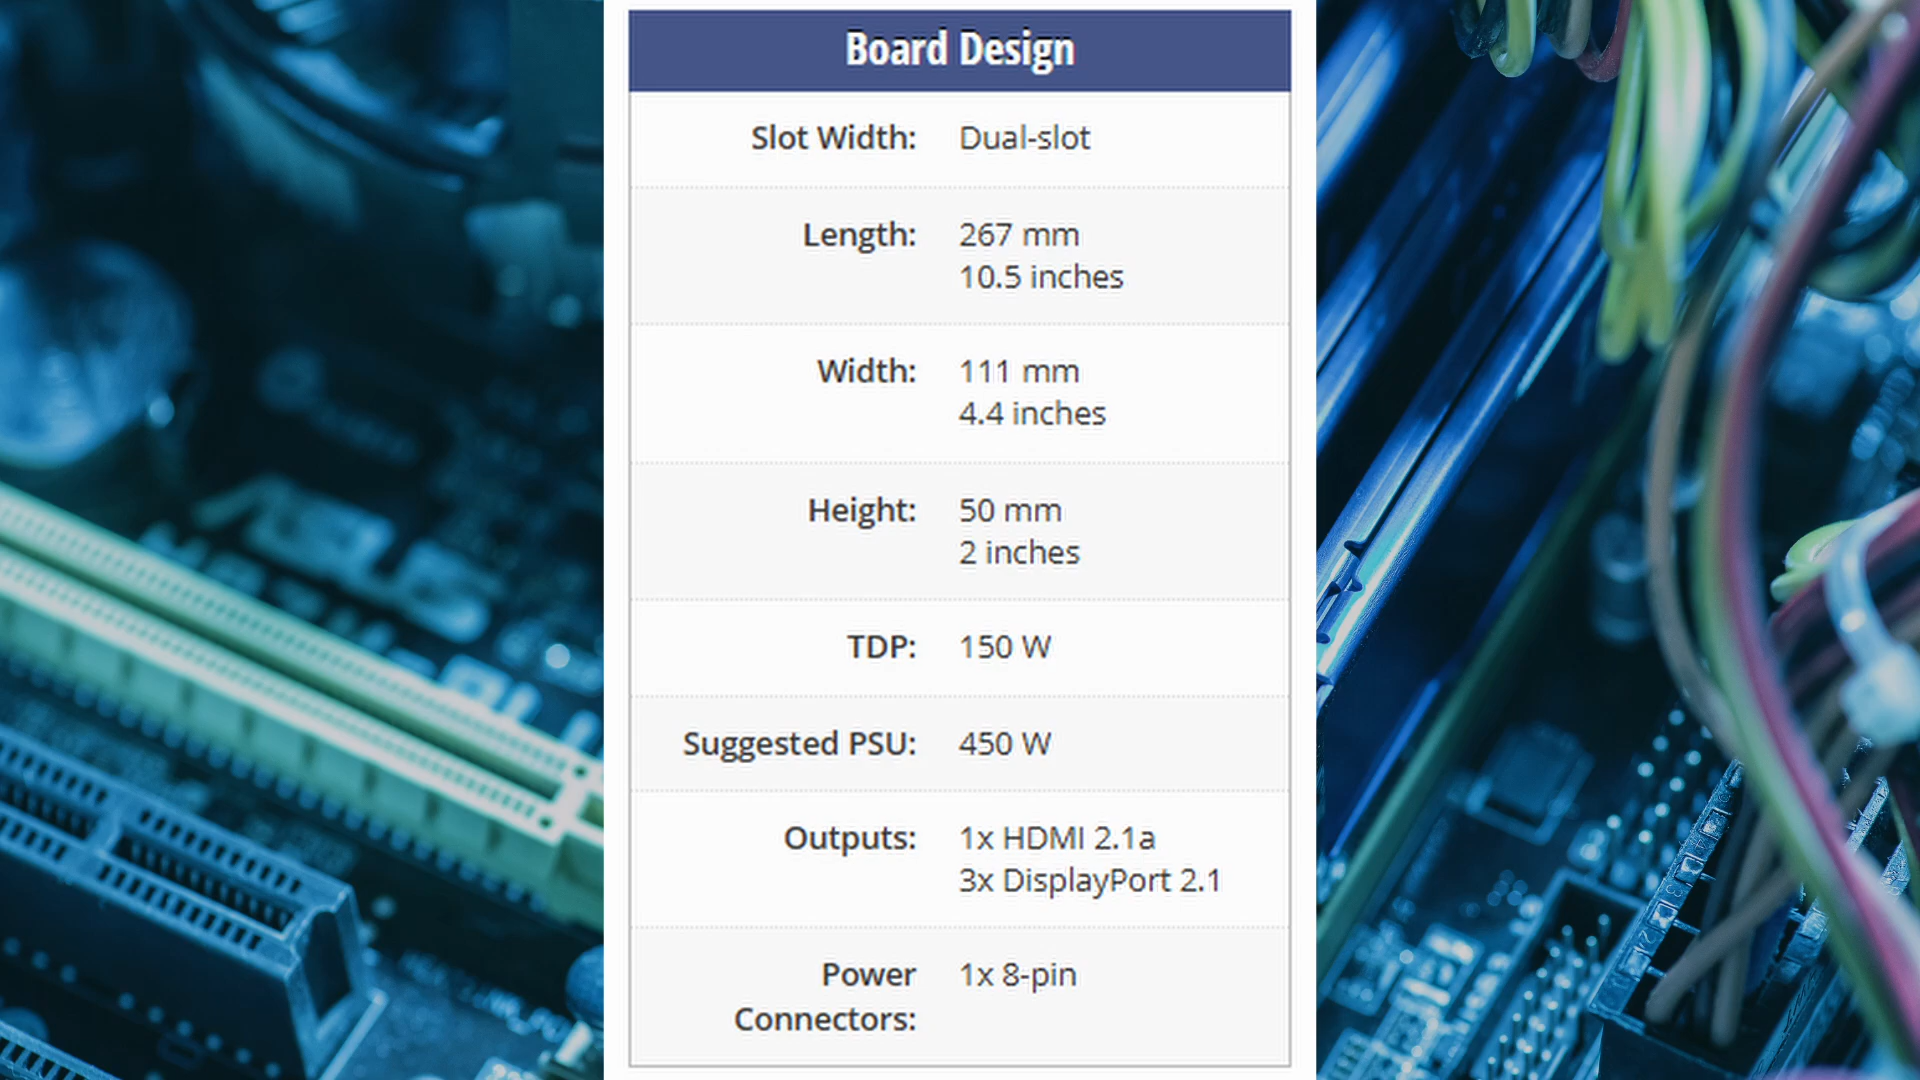 Board Design
Slot Width: Dual-slot
Length: 267 mm
10.5 inches
Width: 111 mm
4.4 inches
Height: 50 mm
2 inches
TDP: 150 W
Suggested PSU: 450 W
Outputs: 1x HDMI 2.1a
3x DisplayPort 2.1
Power 1x 8-pin
Connectors: